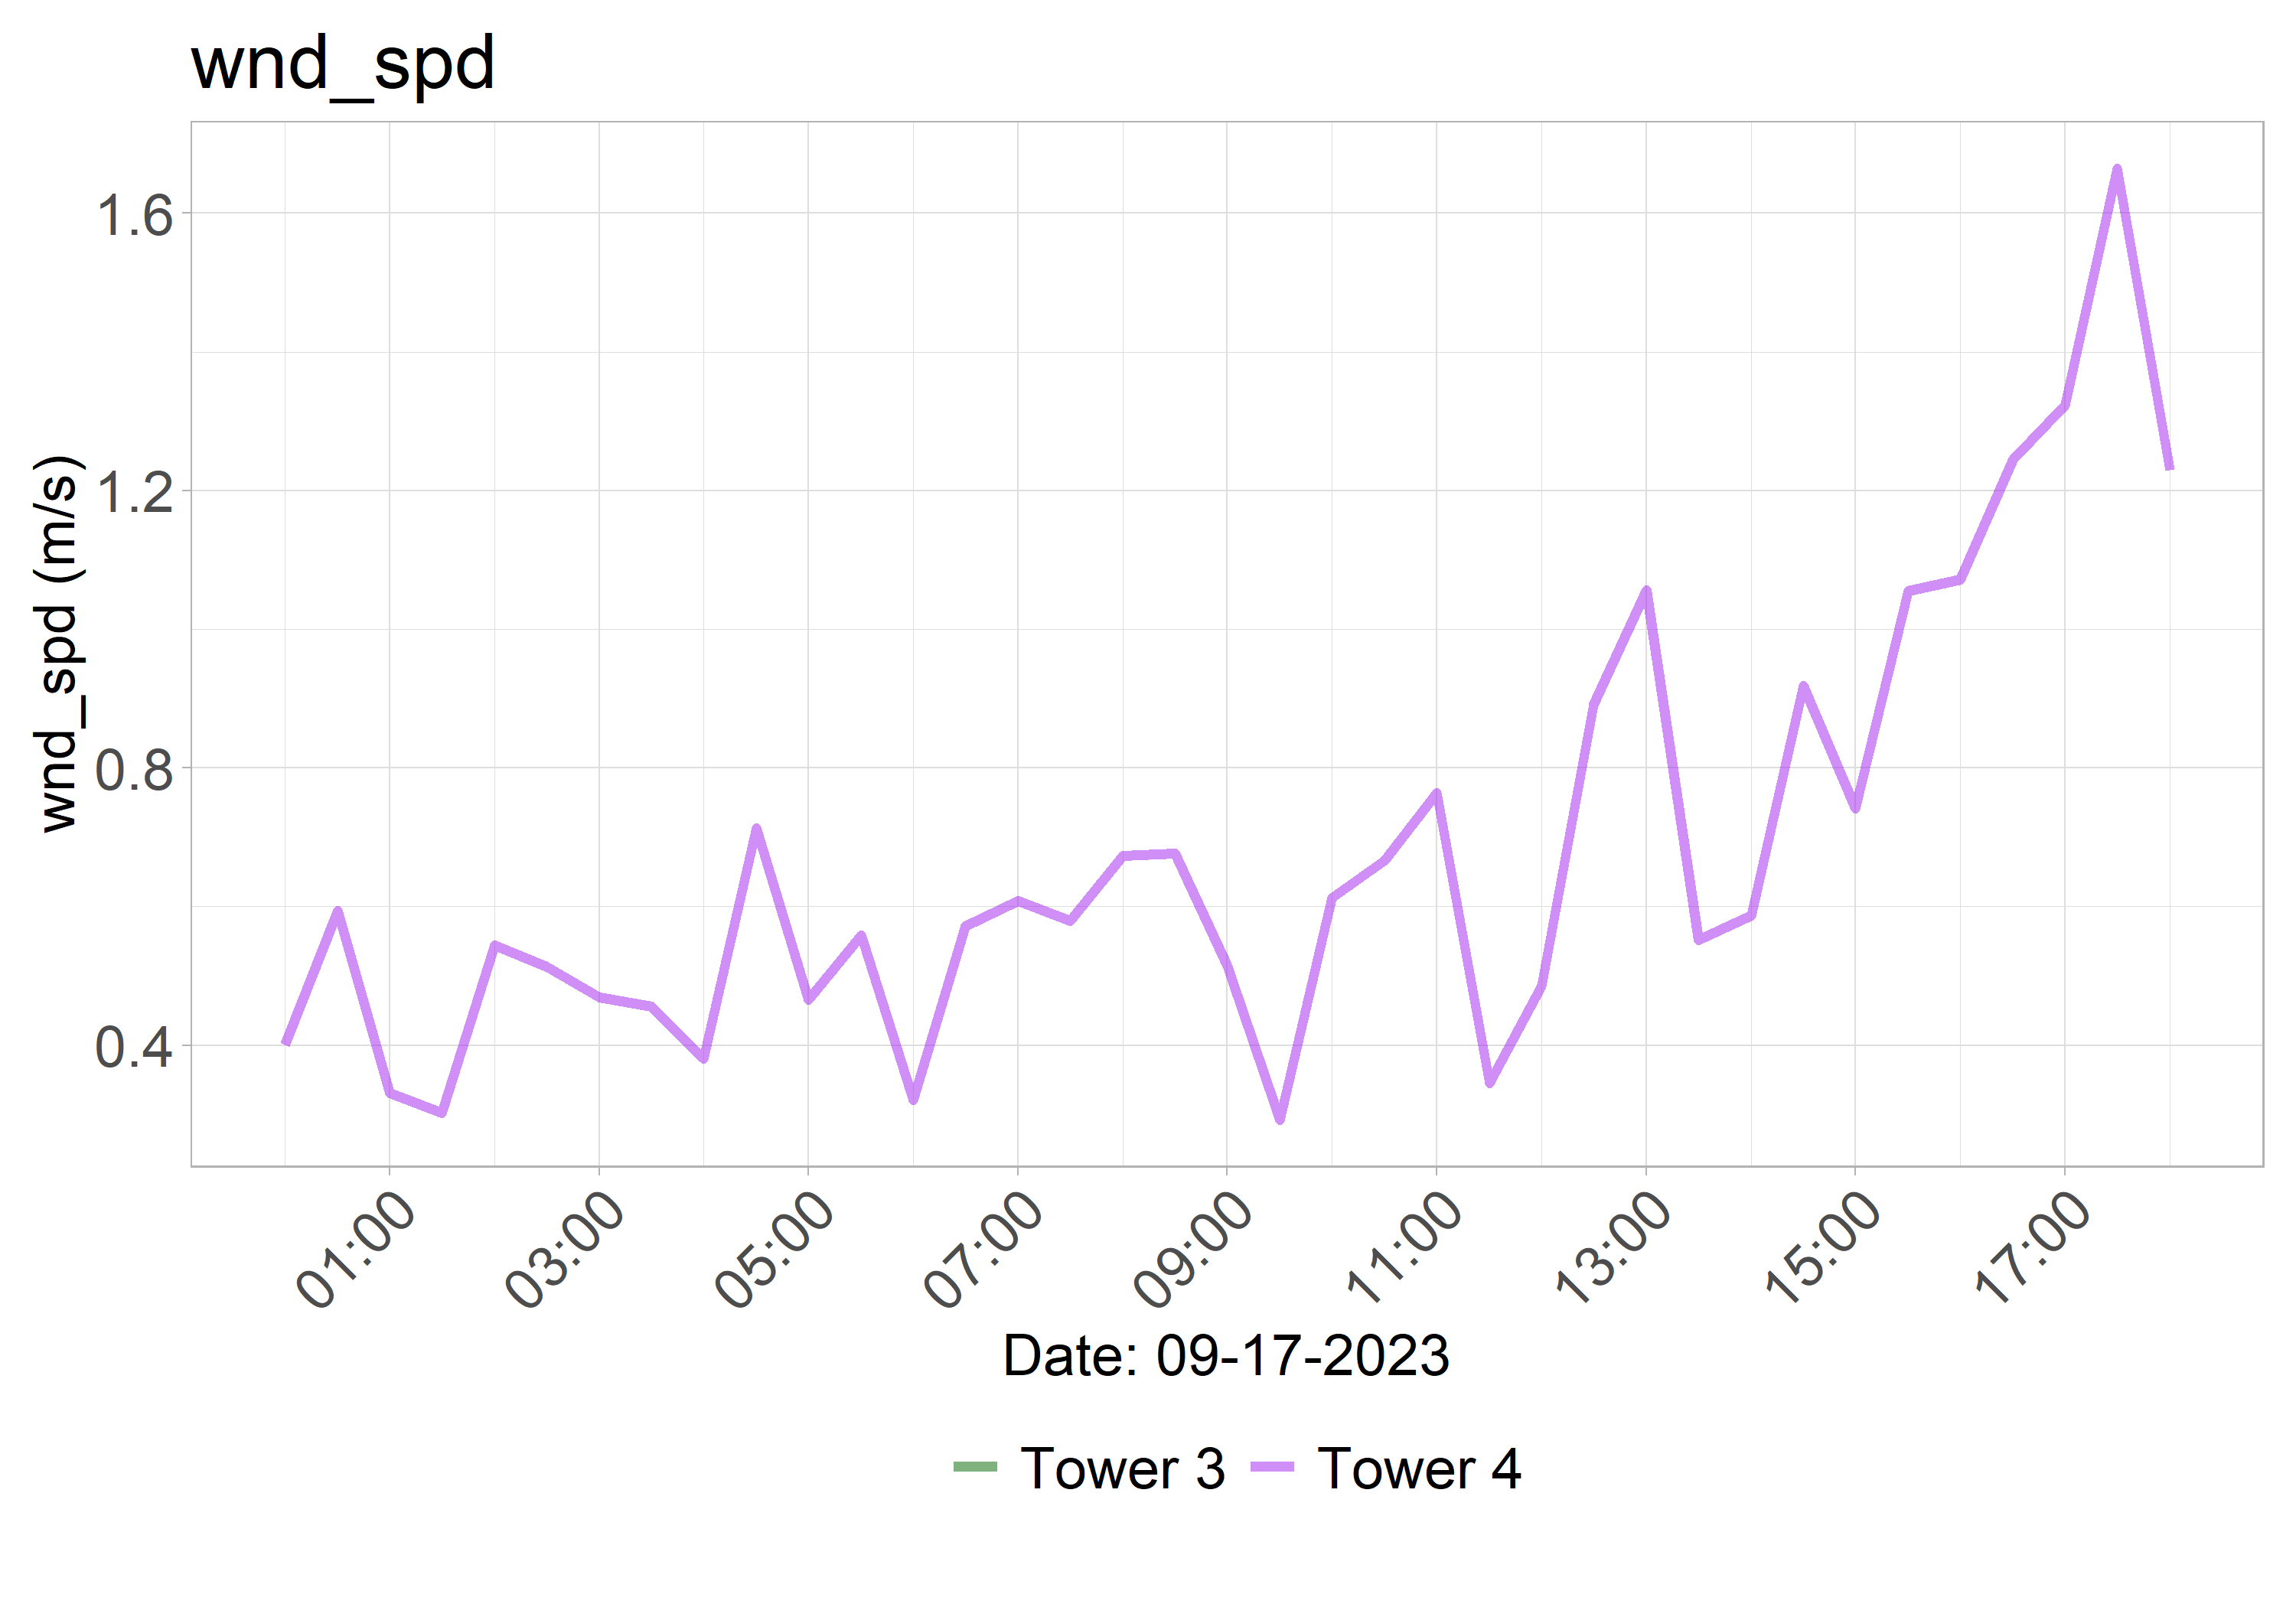 wnd_spd
wnd_spd (m/s)
1.6
1.2
0.8
0.4
01:00 03:00 05:00 07:00 09:00 11:00 13:00 15:00 17:00
Date: 09-17-2023
Tower 3 Tower 4